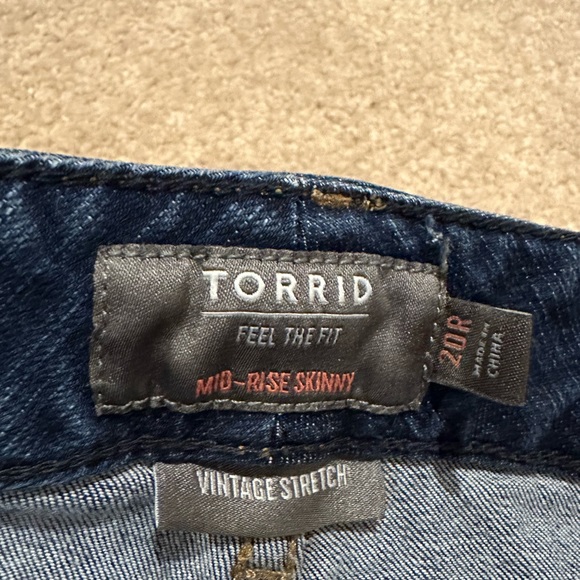 TORRID
FEEL THE FIT
MID-RISE SKINNY
20R
MADE IN
CHINA
VINTAGE STRETCH